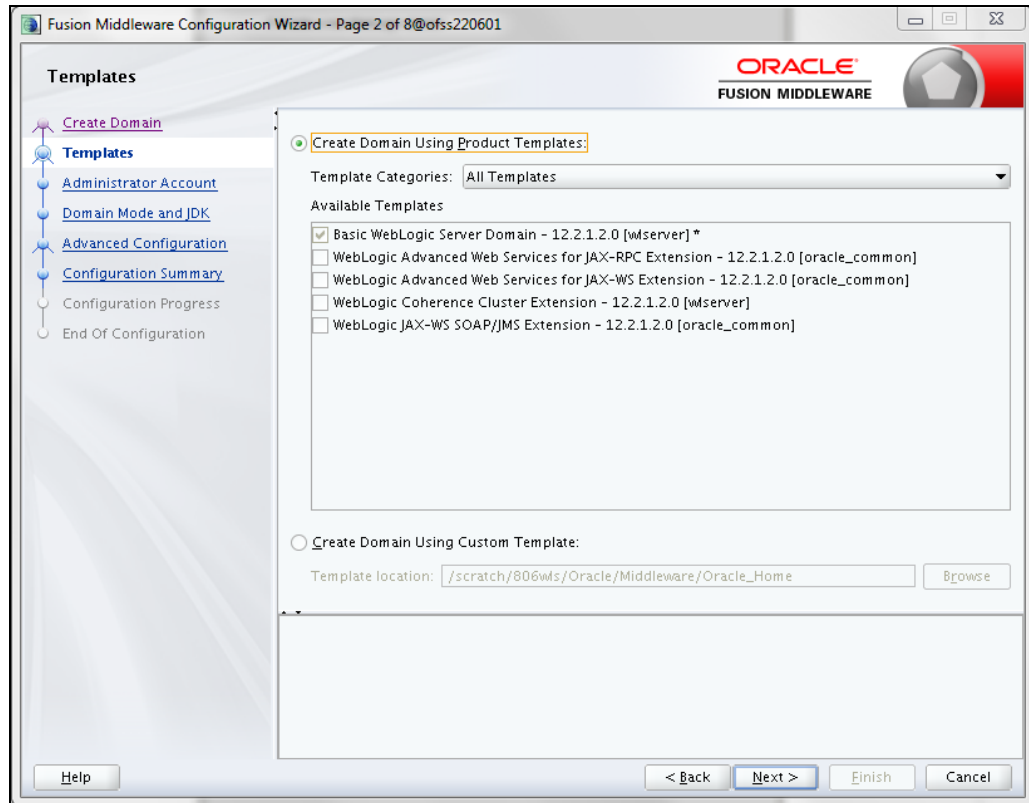 Fusion Middleware Configuration Wizard - Page 2 of 8@ofss220601
Templates
ORACLE
FUSION MIDDLEWARE
Create Domain
Templates
Administrator Account
Domain Mode and JDK
Advanced Configuration
Configuration Summary
Configuration Progress
End Of Configuration
Create Domain Using Product Templates:
Template Categories: All Templates
Available Templates
Basic WebLogic Server Domain - 12.2.1.2.0 [wlserver] *
WebLogic Advanced Web Services for JAX-RPC Extension - 12.2.1.2.0 [oracle_common]
WebLogic Advanced Web Services for JAX-WS Extension - 12.2.1.2.0 [oracle_common]
WebLogic Coherence Cluster Extension - 12.2.1.2.0 [wlserver]
WebLogic JAX-WS SOAP/JMS Extension - 12.2.1.2.0 [oracle_common]
Create Domain Using Custom Template:
Template location: /scratch/806wls/Oracle/Middleware/Oracle_Home Browse
Help < Back Next > Finish Cancel